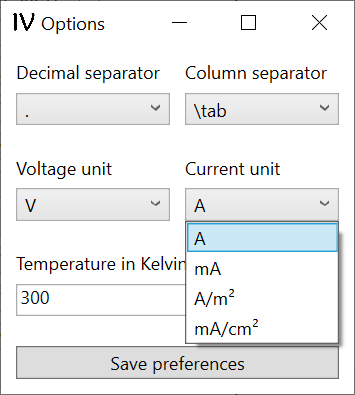 IV Options
Decimal separator
Column separator
.
\tab
Voltage unit
Current unit
V
A
A
mA
A/m²
mA/cm²
Temperature in Kelvin
300
Save preferences